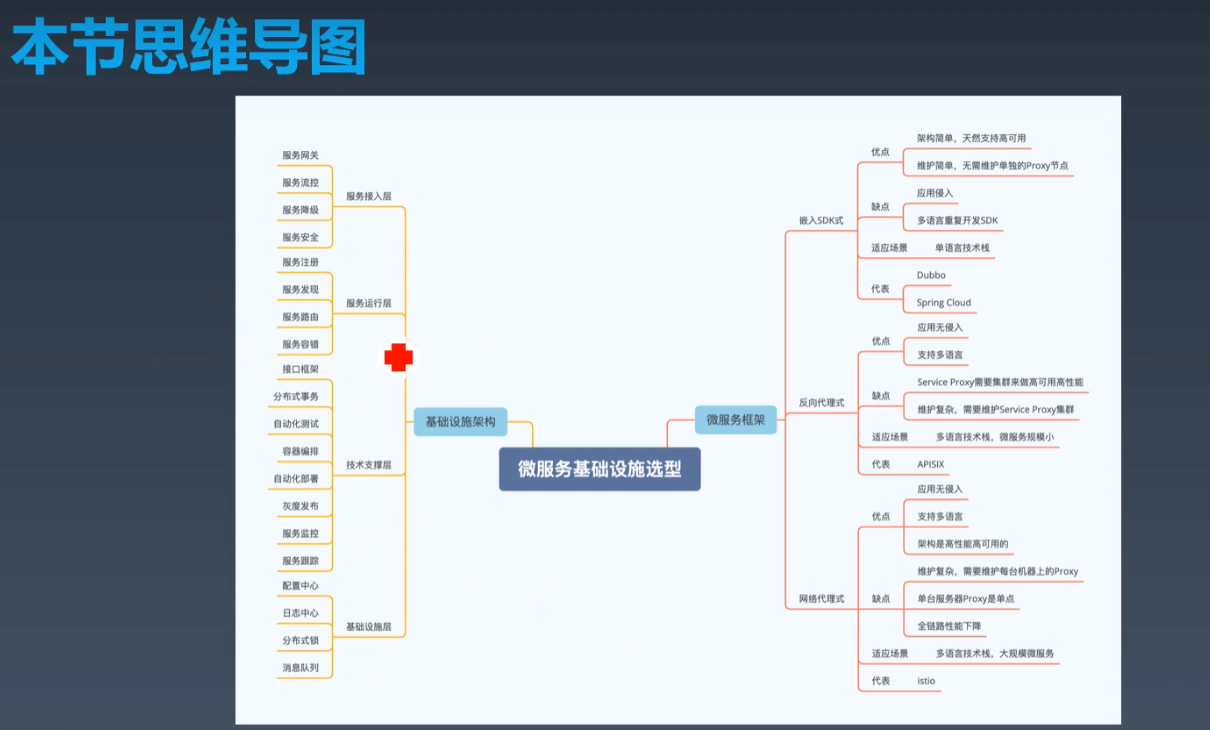 本节思维导图
服务网关
服务流控
服务降级
服务安全
服务接入层
服务注册
服务发现
服务路由
服务容错
服务运行层
接口框架
分布式事务
自动化测试
容器编排
自动化部署
灰度发布
服务监控
服务跟踪
技术支撑层
配置中心
日志中心
分布式锁
消息队列
基础设施层
基础设施架构
微服务基础设施选型
微服务框架
嵌入SDK式
优点
架构简单，天然支持高可用
维护简单，无需维护单独的Proxy节点
缺点
应用侵入
多语言重复开发SDK
适应场景
单语言技术栈
代表
Dubbo
Spring Cloud
反向代理式
优点
应用无侵入
支持多语言
缺点
Service Proxy需要集群来做高可用高性能
维护复杂，需要维护Service Proxy集群
适应场景
多语言技术栈，微服务规模小
代表
APISIX
网络代理式
优点
应用无侵入
支持多语言
架构是高性能高可用的
缺点
维护复杂，需要维护每台机器上的Proxy
单台服务器Proxy是单点
全链路性能下降
适应场景
多语言技术栈，大规模微服务
代表
istio